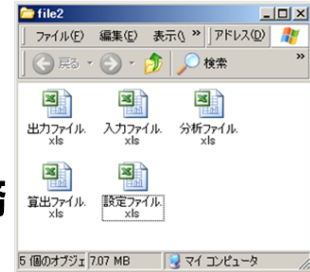 file2
ファイル(F) 編集(E) 表示( » アドレス(D)
戻る 検索 »
出力ファイル.xls
入力ファイル.xls
分析ファイル.xls
算出ファイル.xls
設定ファイル.xls
5 個のオブジェ 7.07 MB マイ コンピュータ